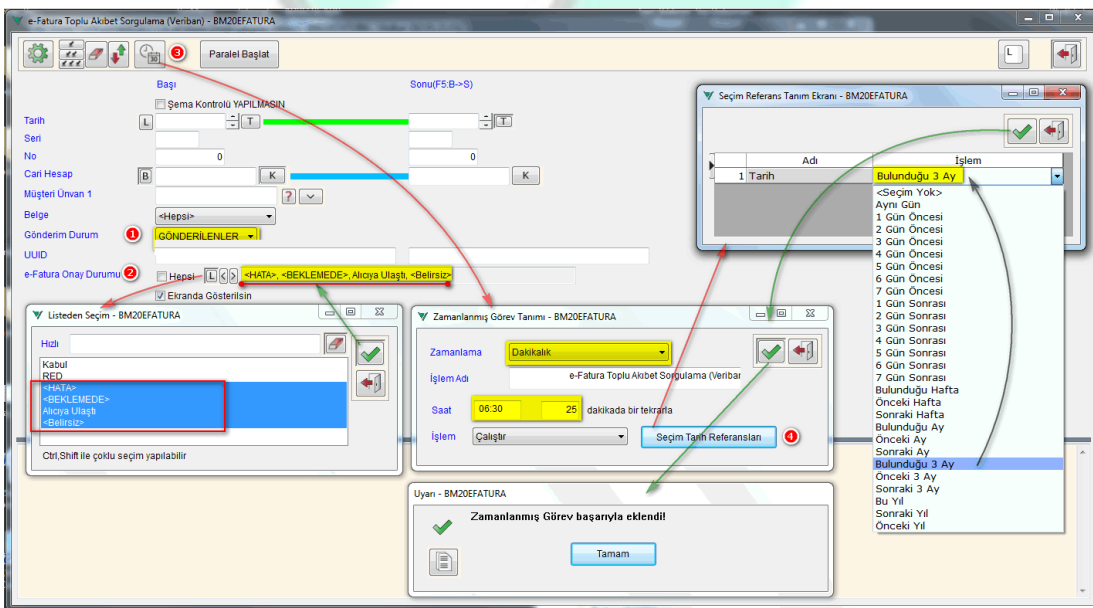 e-Fatura Toplu Akıbet Sorgulama (Veriban) - BM20EFATURA
30
3
Paralel Başlat
L
Başı
Sonu(F5:B->S)
Şema Kontrolü YAPILMASIN
Tarih
L
T
T
Seri
No
0
0
Cari Hesap
B
K
K
Müşteri Ünvan 1
?
Belge
<Hepsi>
Gönderim Durum
1
GÖNDERİLENLER
UUID
e-Fatura Onay Durumu
2
Hepsi
L
<
>
<HATA>, <BEKLEMEDE>, Alıcıya Ulaştı, <Belirsiz>
Ekranda Gösterilsin
Listeden Seçim - BM20EFATURA
Hızlı
Kabul
RED
<HATA>
<BEKLEMEDE>
Alıcıya Ulaştı
<Belirsiz>
Ctrl,Shift ile çoklu seçim yapılabilir
Zamanlanmış Görev Tanımı - BM20EFATURA
Zamanlama
Dakikalık
İşlem Adı
e-Fatura Toplu Akıbet Sorgulama (Veriban
Saat
06:30
25
dakikada bir tekrarla
İşlem
Çalıştır
Seçim Tarih Referansları
4
Uyarı - BM20EFATURA
Zamanlanmış Görev başarıyla eklendi!
Tamam
Seçim Referans Tanım Ekranı - BM20EFATURA
Adı
İşlem
1
Tarih
Bulunduğu 3 Ay
<Seçim Yok>
Aynı Gün
1 Gün Öncesi
2 Gün Öncesi
3 Gün Öncesi
4 Gün Öncesi
5 Gün Öncesi
6 Gün Öncesi
7 Gün Öncesi
1 Gün Sonrası
2 Gün Sonrası
3 Gün Sonrası
4 Gün Sonrası
5 Gün Sonrası
6 Gün Sonrası
7 Gün Sonrası
Bulunduğu Hafta
Önceki Hafta
Sonraki Hafta
Bulunduğu Ay
Önceki Ay
Sonraki Ay
Bulunduğu 3 Ay
Önceki 3 Ay
Sonraki 3 Ay
Bu Yıl
Sonraki Yıl
Önceki Yıl